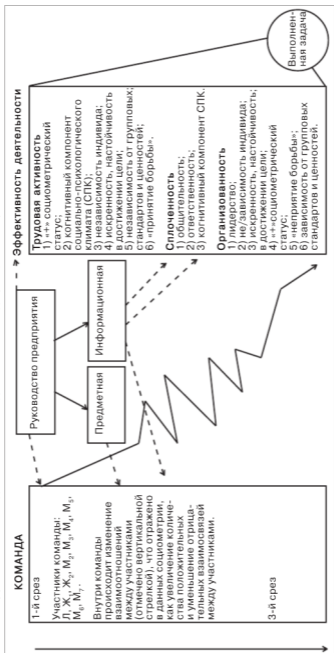 КОМАНДА
1-й срез
Участники команды:
Л, Ж₁, Ж₂, М₂, М₃, М₄, М₅,
М₆, М₇.
Внутри команды
происходит изменение
взаимоотношений
между участниками
(отмечено вертикальной
стрелкой), что отражено
в данных социометрии,
как увеличение количе-
ства положительных
и уменьшение отрица-
тельных взаимосвязей
между участниками.
3-й срез
Руководство предприятия
Предметная
Информационная
Эффективность деятельности
Трудовая активность
1) «+» социометрический
статус;
2) когнитивный компонент
социально-психологического
климата (СПК);
3) независимость индивида;
4) искренность, настойчивость
в достижении цели;
5) независимость от групповых
стандартов и ценностей;
6) «принятие борьбы».
Сплоченность
1) общительность;
2) ответственность;
3) когнитивный компонент СПК.
Организованность
1) лидерство;
2) не/зависимость индивида;
3) искренность, настойчивость;
в достижении цели;
4) «+»социометрический
статус;
5) «неприятие борьбы»;
6) зависимость от групповых
стандартов и ценностей.
Выполнен-
ная задача